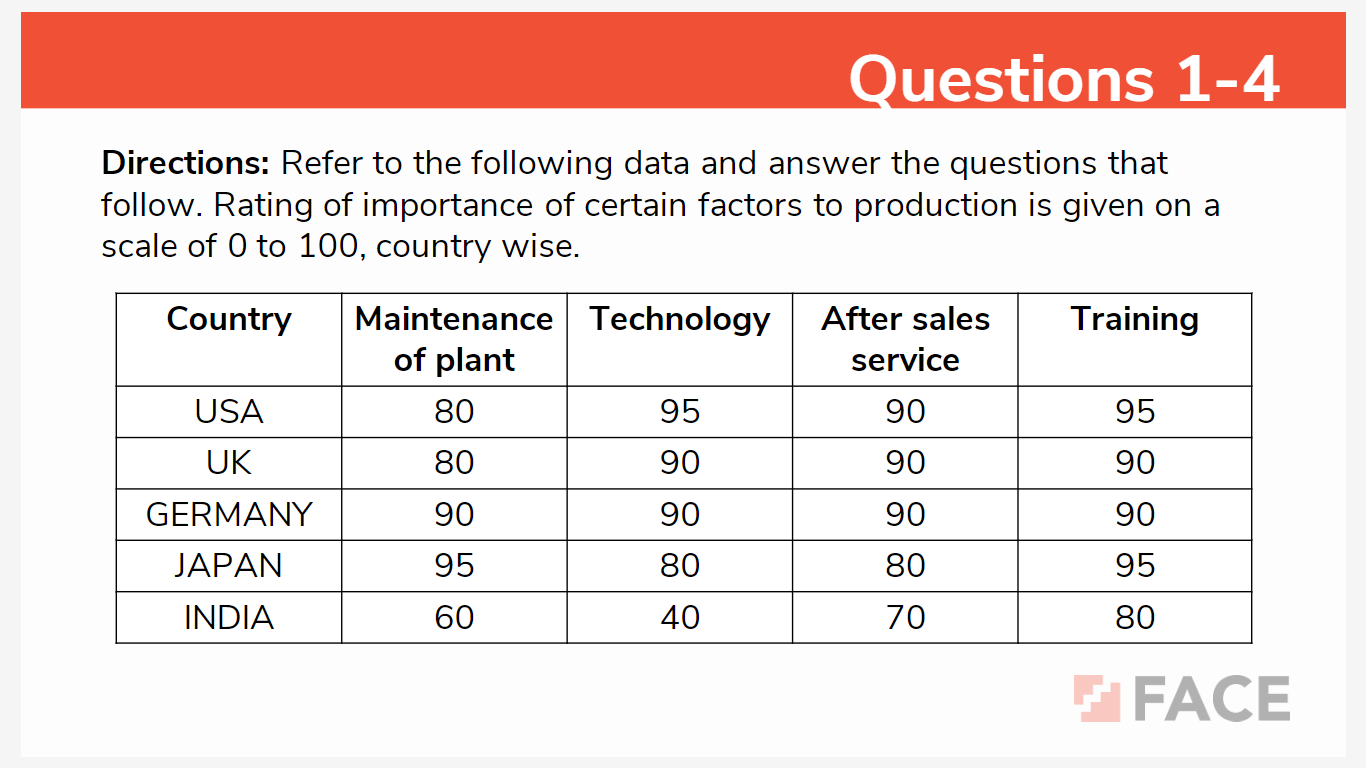 Questions 1-4
Directions: Refer to the following data and answer the questions that
follow. Rating of importance of certain factors to production is given on a
scale of 0 to 100, country wise.
Country Maintenance of plant Technology After sales service Training
USA 80 95 90 95
UK 80 90 90 90
GERMANY 90 90 90 90
JAPAN 95 80 80 95
INDIA 60 40 70 80
FACE